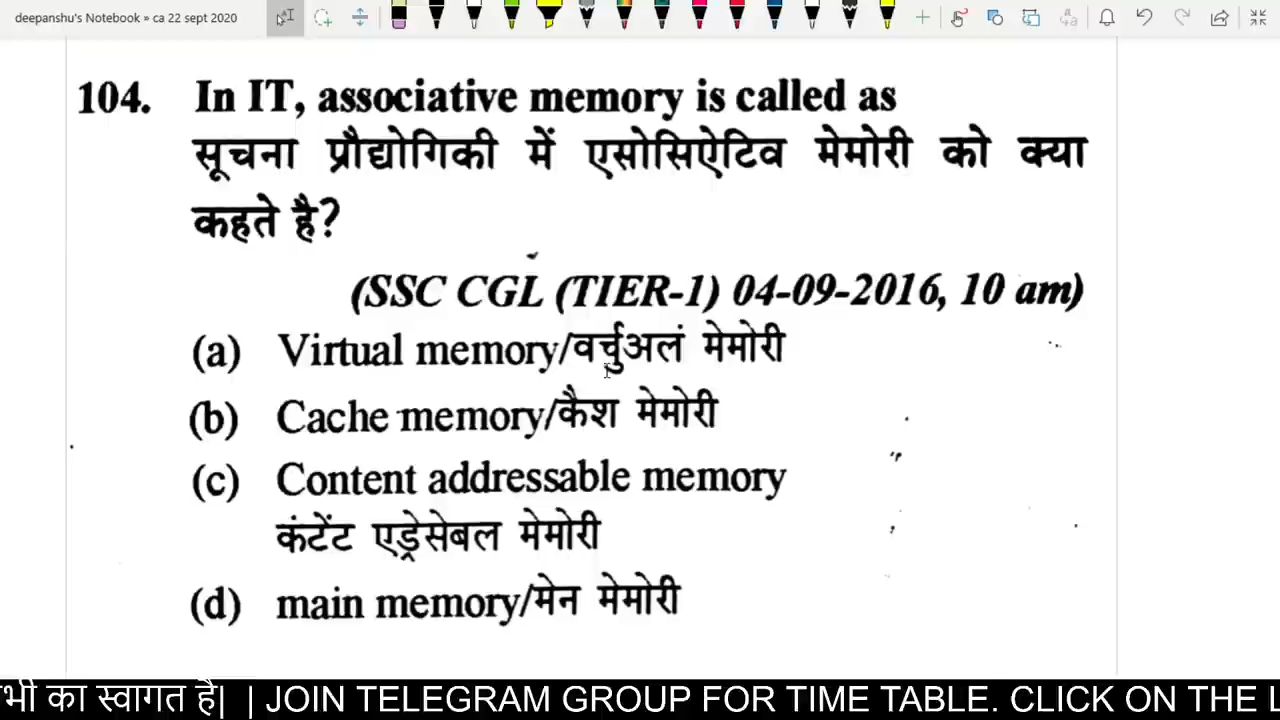 deepanshu's Notebook » ca 22 sept 2020
104. In IT, associative memory is called as
सूचना प्रौद्योगिकी में एसोसिऐटिव मेमोरी को क्या
कहते है?
(SSC CGL (TIER-1) 04-09-2016, 10 am)
(a) Virtual memory/वर्चुअलं मेमोरी
(b) Cache memory/कैश मेमोरी
(c) Content addressable memory
कंटेंट एड्रेसेबल मेमोरी
(d) main memory/मेन मेमोरी
भी का स्वागत है| | JOIN TELEGRAM GROUP FOR TIME TABLE. CLICK ON THE L